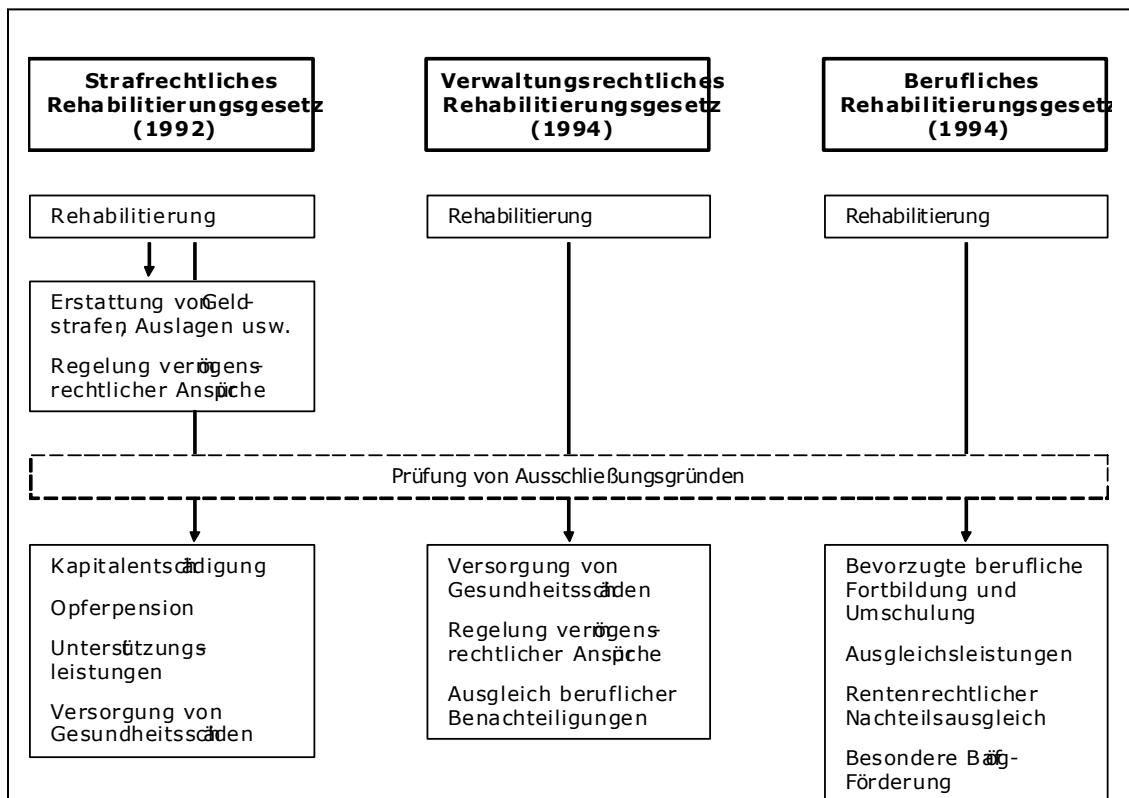 Strafrechtliches
Rehabilitierungsgesetz
(1992)
Verwaltungsrechtliches
Rehabilitierungsgesetz
(1994)
Berufliches
Rehabilitierungsgesetz
(1994)
Rehabilitierung
Rehabilitierung
Rehabilitierung
Erstattung von Geld-
strafen, Auslagen usw.
Regelung vermögens-
rechtlicher Ansprüche
Prüfung von Ausschließungsgründen
Kapitalentschädigung
Opferpension
Unterstützungs-
leistungen
Versorgung von
Gesundheitsschäden
Versorgung von
Gesundheitsschäden
Regelung vermögens-
rechtlicher Ansprüche
Ausgleich beruflicher
Benachteiligungen
Bevorzugte berufliche
Fortbildung und
Umschulung
Ausgleichsleistungen
Rentenrechtlicher
Nachteilsausgleich
Besondere Bafög-
Förderung